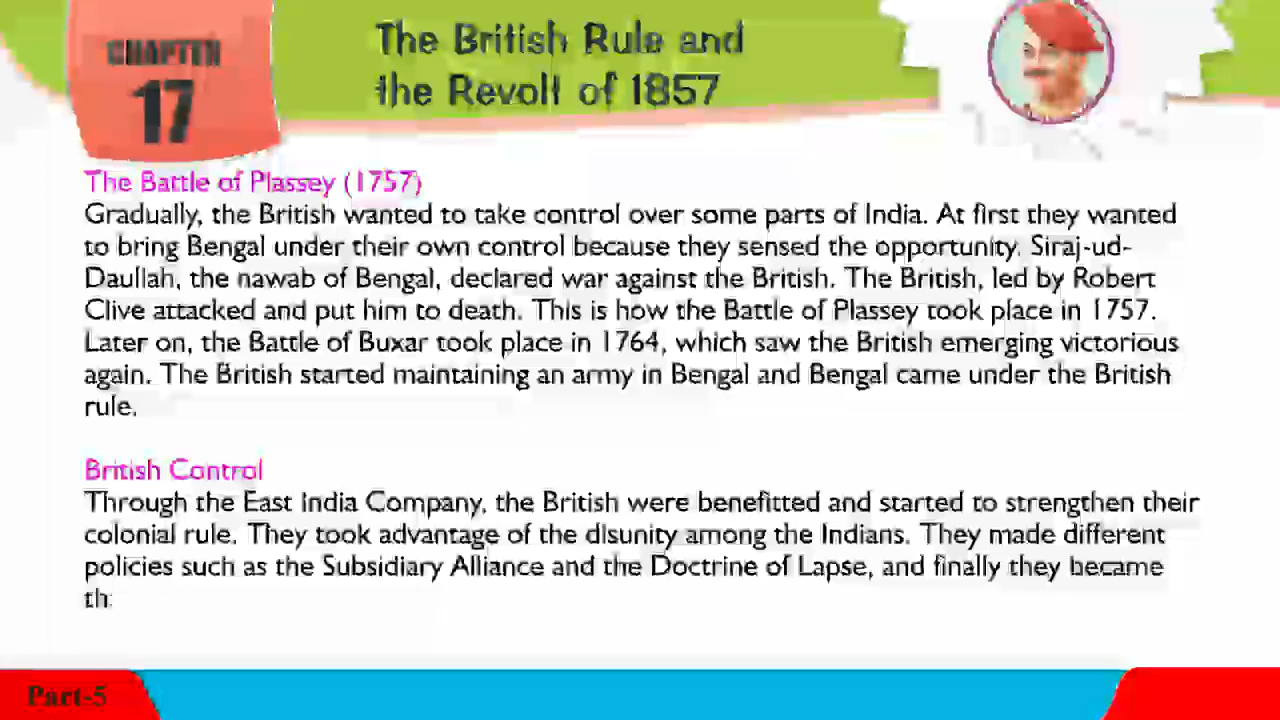 CHAPTER
17
The British Rule and
the Revolt of 1857
The Battle of Plassey (1757)
Gradually, the British wanted to take control over some parts of India. At first they wanted
to bring Bengal under their own control because they sensed the opportunity. Siraj-ud-
Daullah, the nawab of Bengal, declared war against the British. The British, led by Robert
Clive attacked and put him to death. This is how the Battle of Plassey took place in 1757.
Later on, the Battle of Buxar took place in 1764, which saw the British emerging victorious
again. The British started maintaining an army in Bengal and Bengal came under the British
rule.
British Control
Through the East India Company, the British were benefitted and started to strengthen their
colonial rule. They took advantage of the disunity among the Indians. They made different
policies such as the Subsidiary Alliance and the Doctrine of Lapse, and finally they became
th
Part-5